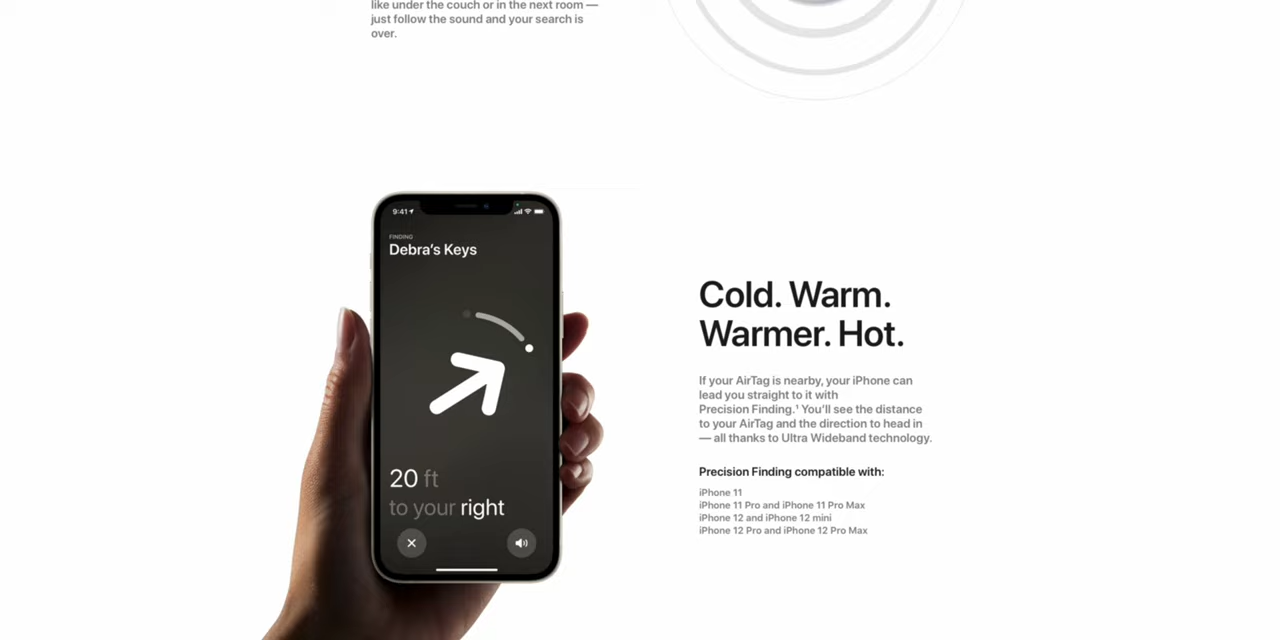 like under the couch or in the next room —
just follow the sound and your search is
over.
9:41
FINDING
Debra's Keys
20 ft
to your right
Cold. Warm.
Warmer. Hot.
If your AirTag is nearby, your iPhone can
lead you straight to it with
Precision Finding.¹ You'll see the distance
to your AirTag and the direction to head in
— all thanks to Ultra Wideband technology.
Precision Finding compatible with:
iPhone 11
iPhone 11 Pro and iPhone 11 Pro Max
iPhone 12 and iPhone 12 mini
iPhone 12 Pro and iPhone 12 Pro Max